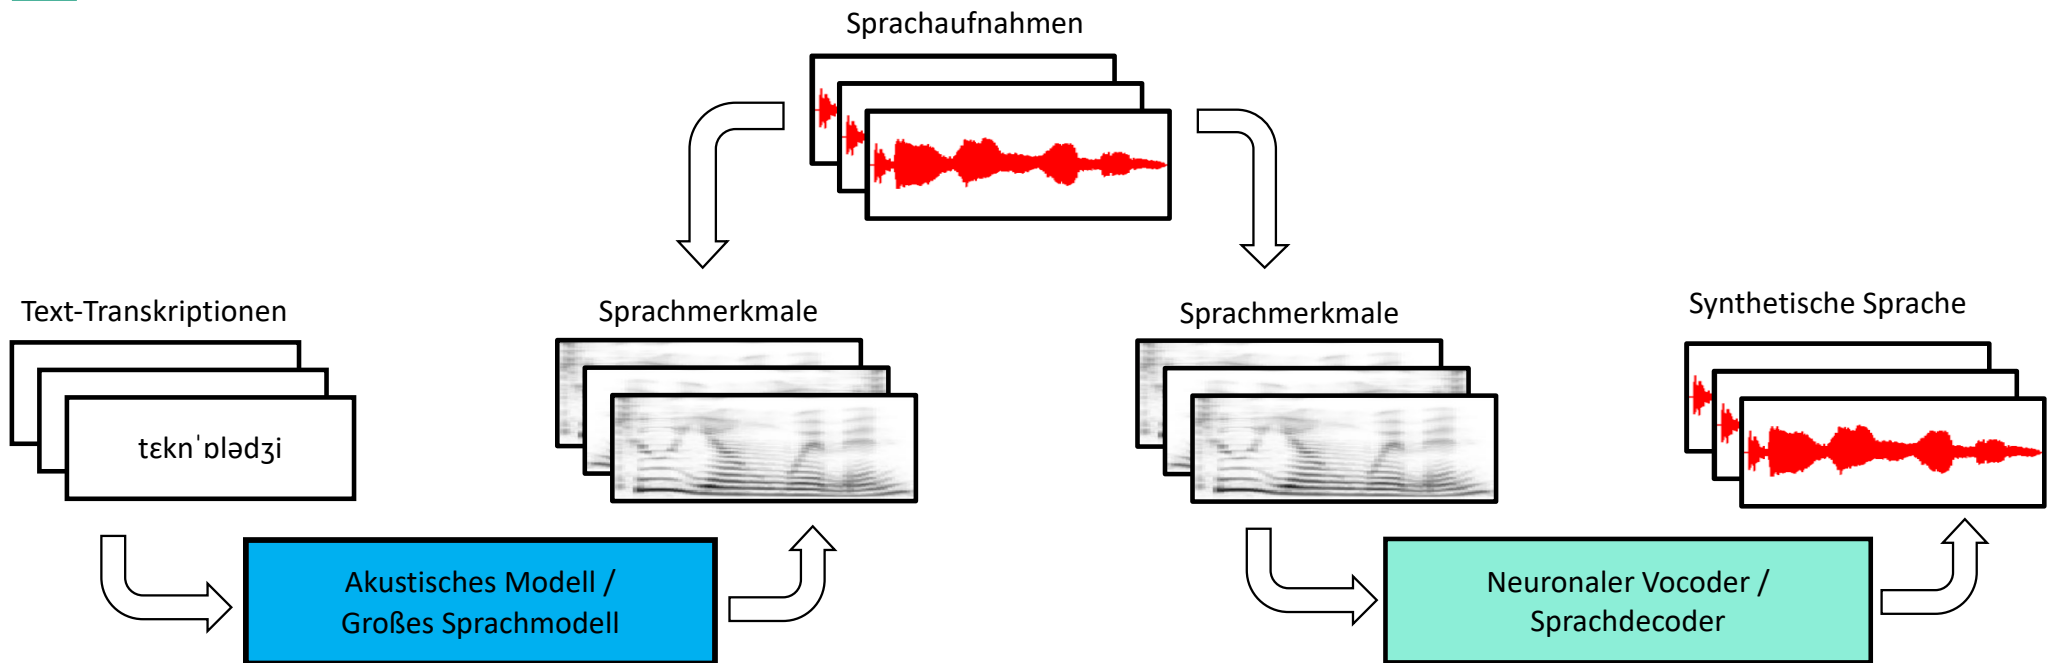 Sprachaufnahmen
Text-Transkriptionen
Sprachmerkmale
Sprachmerkmale
Synthetische Sprache
tɛknˈɒlədʒi
Akustisches Modell /
Großes Sprachmodell
Neuronaler Vocoder /
Sprachdecoder